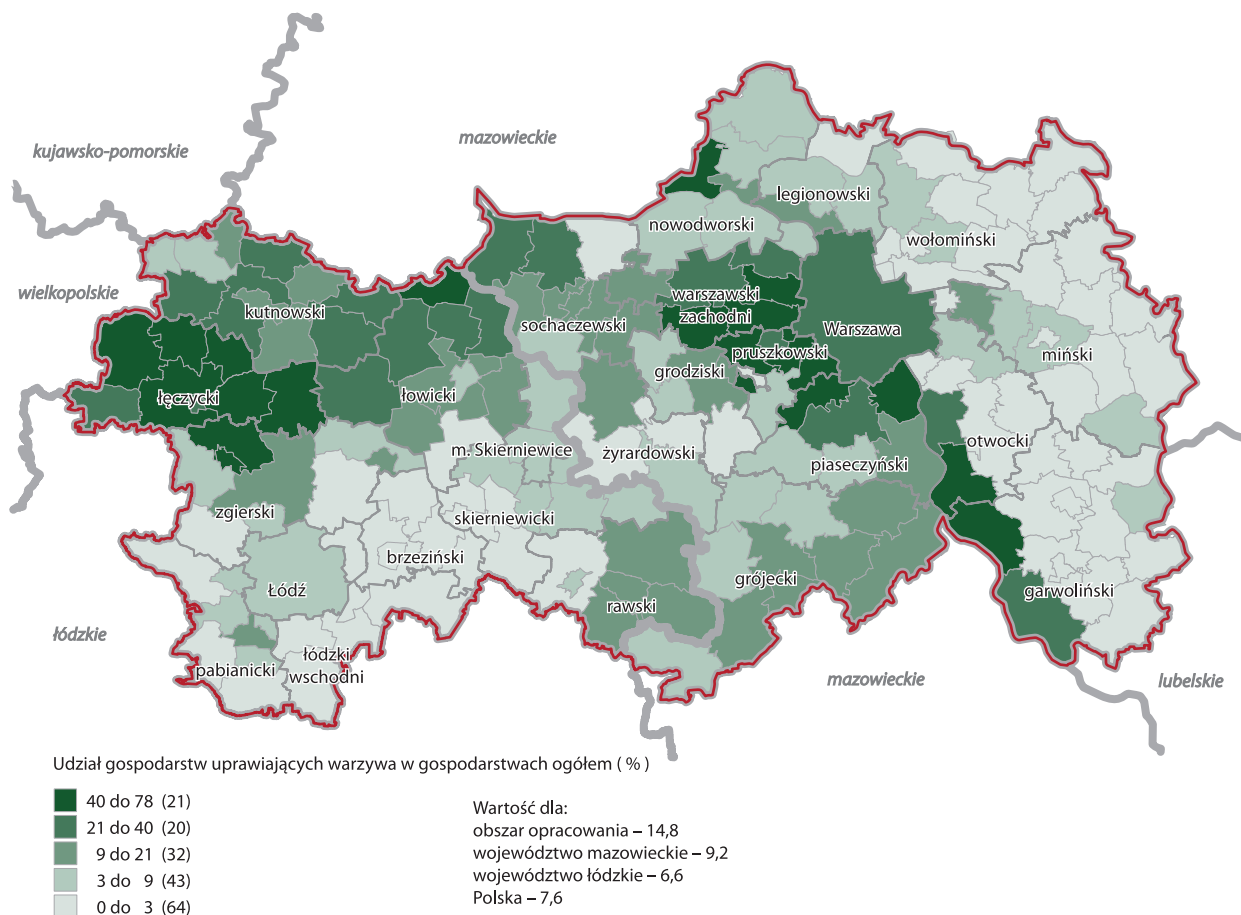 kujawsko-pomorskie
mazowieckie
legionowski
nowodworski
wołomiński
wielkopolskie
warszawski
zachodni
kutnowski
sochaczewski
Warszawa
pruszkowski
miński
grodziski
łęczycki
łowicki
otwocki
m. Skierniewice
żyrardowski
piaseczyński
zgierski
skierniewicki
brzeziński
Łódź
grójecki
garwoliński
rawski
łódzkie
łódzki
wschodni
pabianicki
mazowieckie
lubelskie
Udział gospodarstw uprawiających warzywa w gospodarstwach ogółem ( % )
40 do 78 (21)
21 do 40 (20)
9 do 21 (32)
3 do 9 (43)
0 do 3 (64)
Wartość dla:
obszar opracowania – 14,8
województwo mazowieckie – 9,2
województwo łódzkie – 6,6
Polska – 7,6